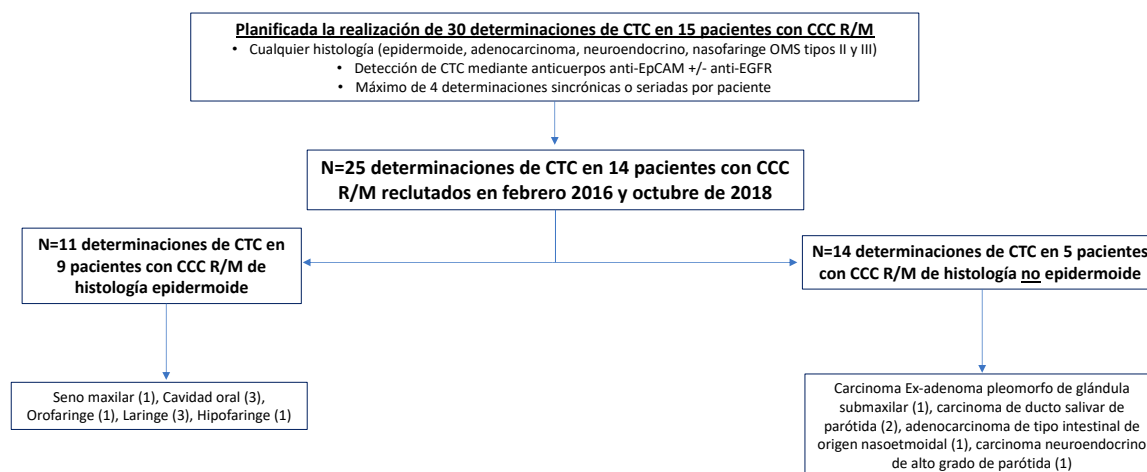 Planificada la realización de 30 determinaciones de CTC en 15 pacientes con CCC R/M
• Cualquier histología (epidermoide, adenocarcinoma, neuroendocrino, nasofaringe OMS tipos II y III)
• Detección de CTC mediante anticuerpos anti-EpCAM +/- anti-EGFR
• Máximo de 4 determinaciones sincrónicas o seriadas por paciente
N=25 determinaciones de CTC en 14 pacientes con CCC
R/M reclutados en febrero 2016 y octubre de 2018
N=11 determinaciones de CTC en
9 pacientes con CCC R/M de
histología epidermoide
N=14 determinaciones de CTC en 5 pacientes
con CCC R/M de histología no epidermoide
Seno maxilar (1), Cavidad oral (3),
Orofaringe (1), Laringe (3), Hipofaringe (1)
Carcinoma Ex-adenoma pleomorfo de glándula
submaxilar (1), carcinoma de ducto salivar de
parótida (2), adenocarcinoma de tipo intestinal de
origen nasoetmoidal (1), carcinoma neuroendocrino
de alto grado de parótida (1)